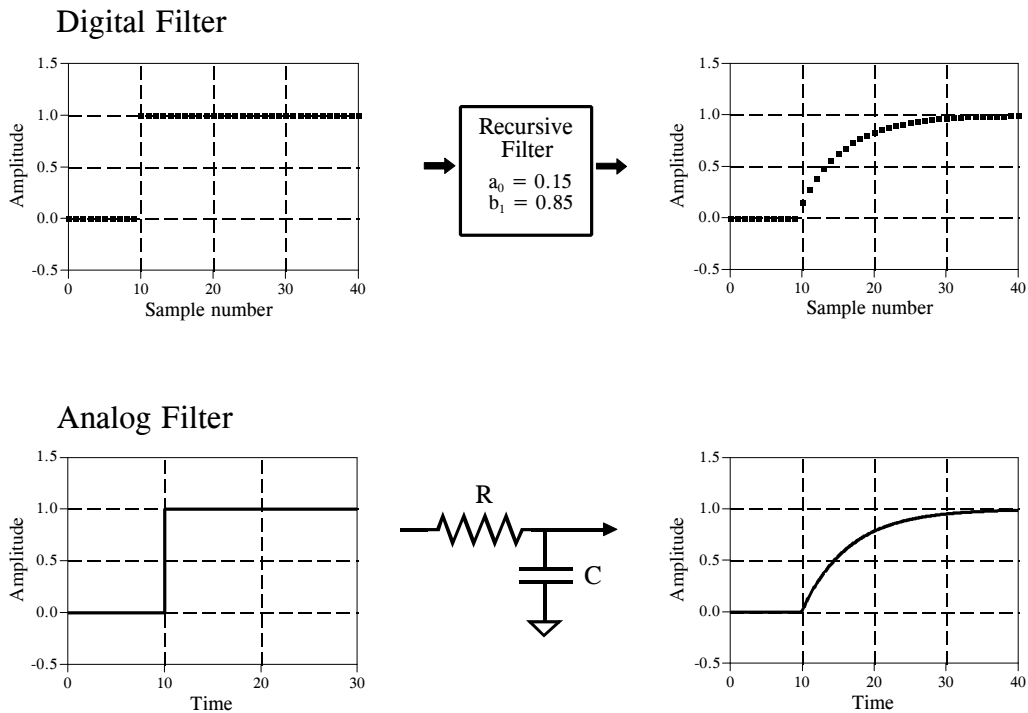 Digital Filter
1.5
1.0
0.5
0.0
-0.5
Amplitude
0 10 20 30 40
Sample number
Recursive
Filter
a₀ = 0.15
b₁ = 0.85
1.5
1.0
0.5
0.0
-0.5
Amplitude
0 10 20 30 40
Sample number
Analog Filter
1.5
1.0
0.5
0.0
-0.5
Amplitude
0 10 20 30
Time
R
C
1.5
1.0
0.5
0.0
-0.5
Amplitude
0 10 20 30 40
Time